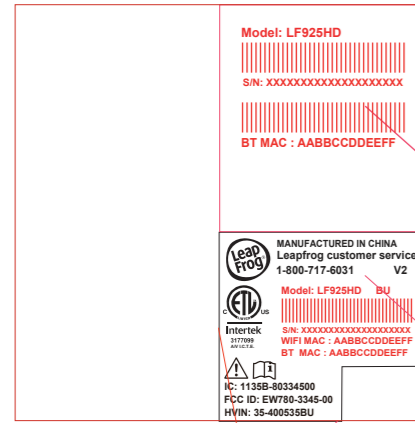 Model: LF925HD
S/N: XXXXXXXXXXXXXXXXXXXX
BT MAC : AABBCCDDEEFF
Leap Frog
MANUFACTURED IN CHINA
Leapfrog customer service
1-800-717-6031 V2
Model: LF925HD BU
S/N: XXXXXXXXXXXXXXXXXXXX
WIFI MAC : AABBCCDDEEFF
BT MAC : AABBCCDDEEFF
C ETL US
Intertek
3177099
IC: 1135B-80334500
FCC ID: EW780-3345-00
HVIN: 35-400535BU